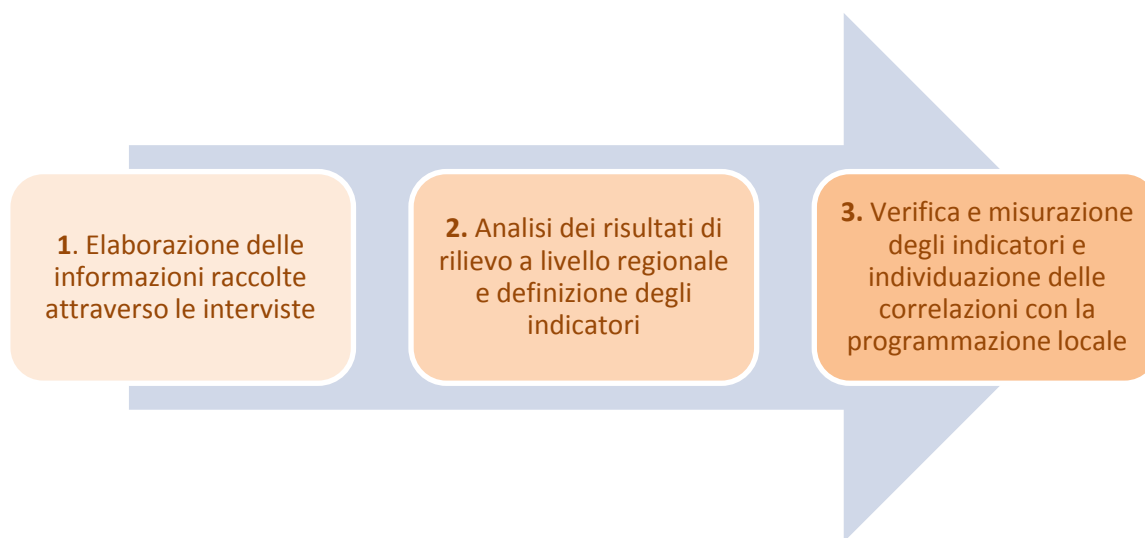 1. Elaborazione delle
informazioni raccolte
attraverso le interviste
2. Analisi dei risultati di
rilievo a livello regionale
e definizione degli
indicatori
3. Verifica e misurazione
degli indicatori e
individuazione delle
correlazioni con la
programmazione locale